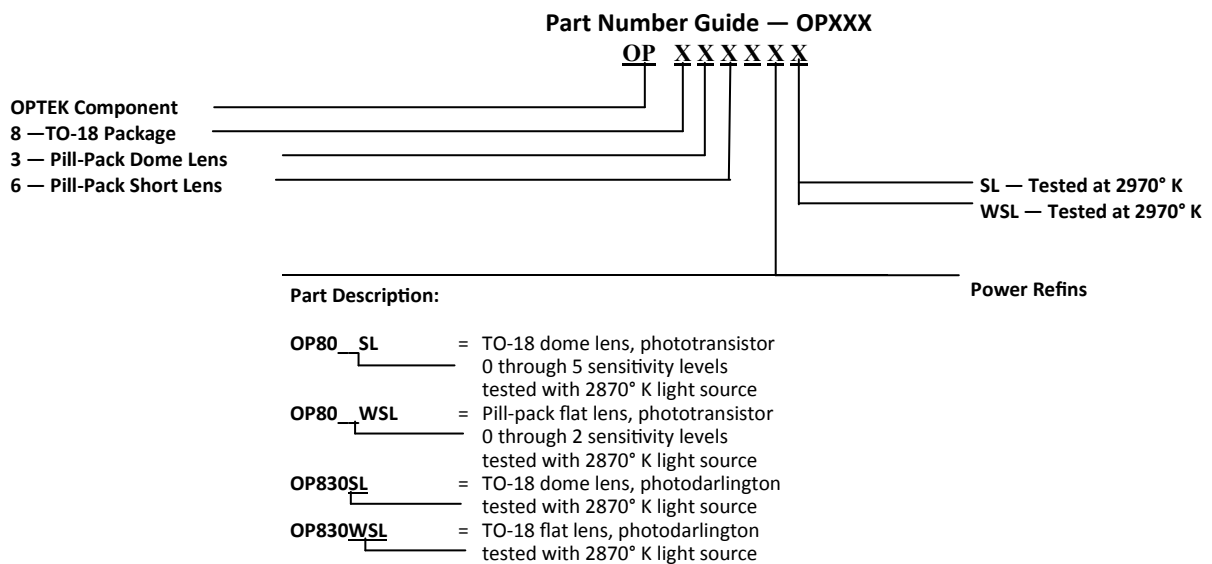 Part Number Guide — OPXXX
OP X X X X X X
OPTEK Component
8 —TO-18 Package
3 — Pill-Pack Dome Lens
6 — Pill-Pack Short Lens
SL — Tested at 2970° K
WSL — Tested at 2970° K
Power Refins
Part Description:
OP80__SL = TO-18 dome lens, phototransistor
0 through 5 sensitivity levels
tested with 2870° K light source
OP80__WSL = Pill-pack flat lens, phototransistor
0 through 2 sensitivity levels
tested with 2870° K light source
OP830SL = TO-18 dome lens, photodarlington
tested with 2870° K light source
OP830WSL = TO-18 flat lens, photodarlington
tested with 2870° K light source